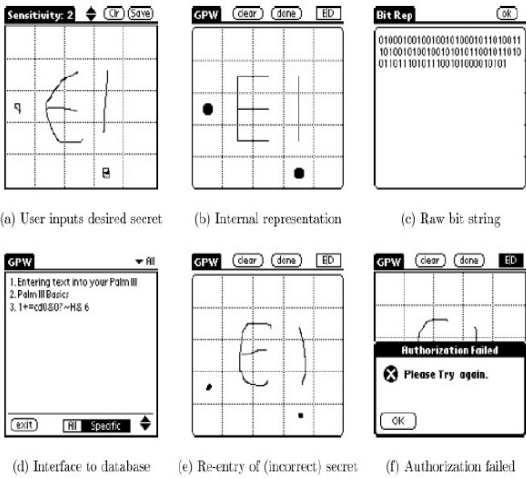 Sensitivity: 2 Clr Save
GPW clear done ED
Bit Rep ok
(a) User inputs desired secret
(b) Internal representation
(c) Raw bit string
GPW All
1. Entering text into your Palm III
2. Palm III Basics
exit All Specific
(d) Interface to database
GPW clear done ED
(e) Re-entry of (incorrect) secret
GPW clear done ED
Authorization Failed
Please Try again.
OK
(f) Authorization failed